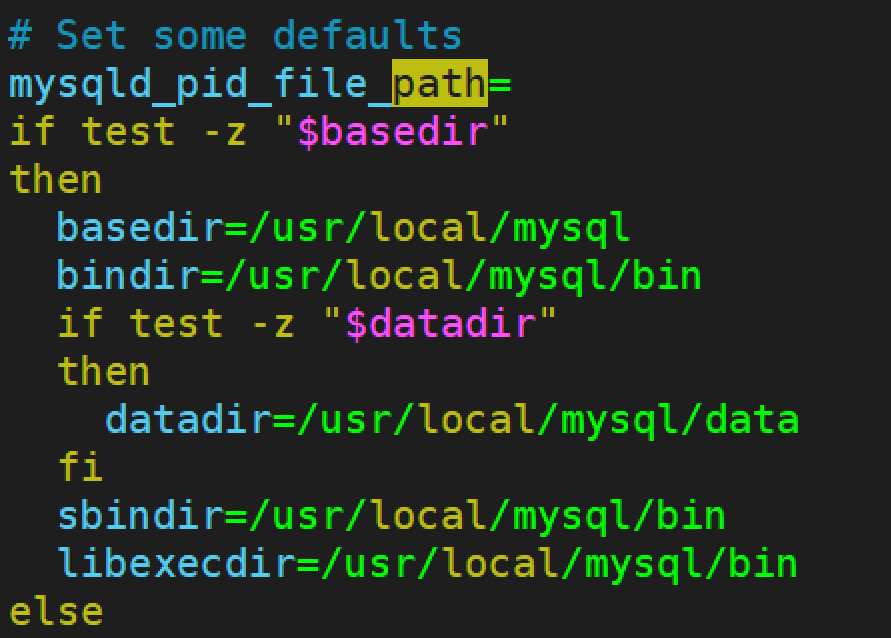 # Set some defaults
mysqld_pid_file_path=
if test -z "$basedir"
then
  basedir=/usr/local/mysql
  bindir=/usr/local/mysql/bin
  if test -z "$datadir"
  then
    datadir=/usr/local/mysql/data
  fi
  sbindir=/usr/local/mysql/bin
  libexecdir=/usr/local/mysql/bin
else